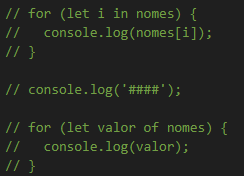 // for (let i in nomes) {
//   console.log(nomes[i]);
// }
// console.log('####');
// for (let valor of nomes) {
//   console.log(valor);
// }